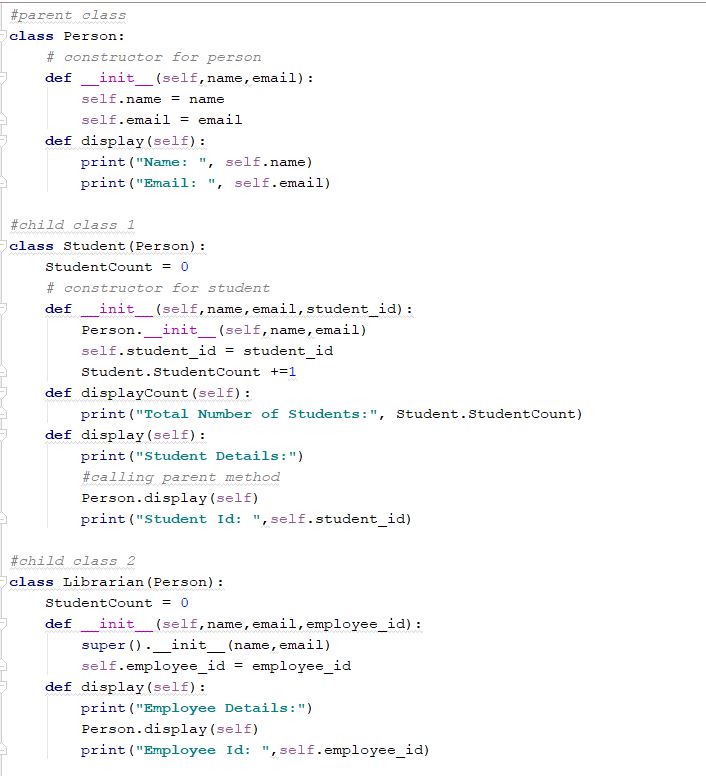 #parent class
class Person:
    # constructor for person
    def __init__(self,name,email):
        self.name = name
        self.email = email
    def display(self):
        print("Name: ", self.name)
        print("Email: ", self.email)

#child class 1
class Student(Person):
    StudentCount = 0
    # constructor for student
    def __init__(self,name,email,student_id):
        Person.__init__(self,name,email)
        self.student_id = student_id
        Student.StudentCount +=1
    def displayCount(self):
        print("Total Number of Students:", Student.StudentCount)
    def display(self):
        print("Student Details:")
        #calling parent method
        Person.display(self)
        print("Student Id: ",self.student_id)

#child class 2
class Librarian(Person):
    StudentCount = 0
    def __init__(self,name,email,employee_id):
        super().__init__(name,email)
        self.employee_id = employee_id
    def display(self):
        print("Employee Details:")
        Person.display(self)
        print("Employee Id: ",self.employee_id)